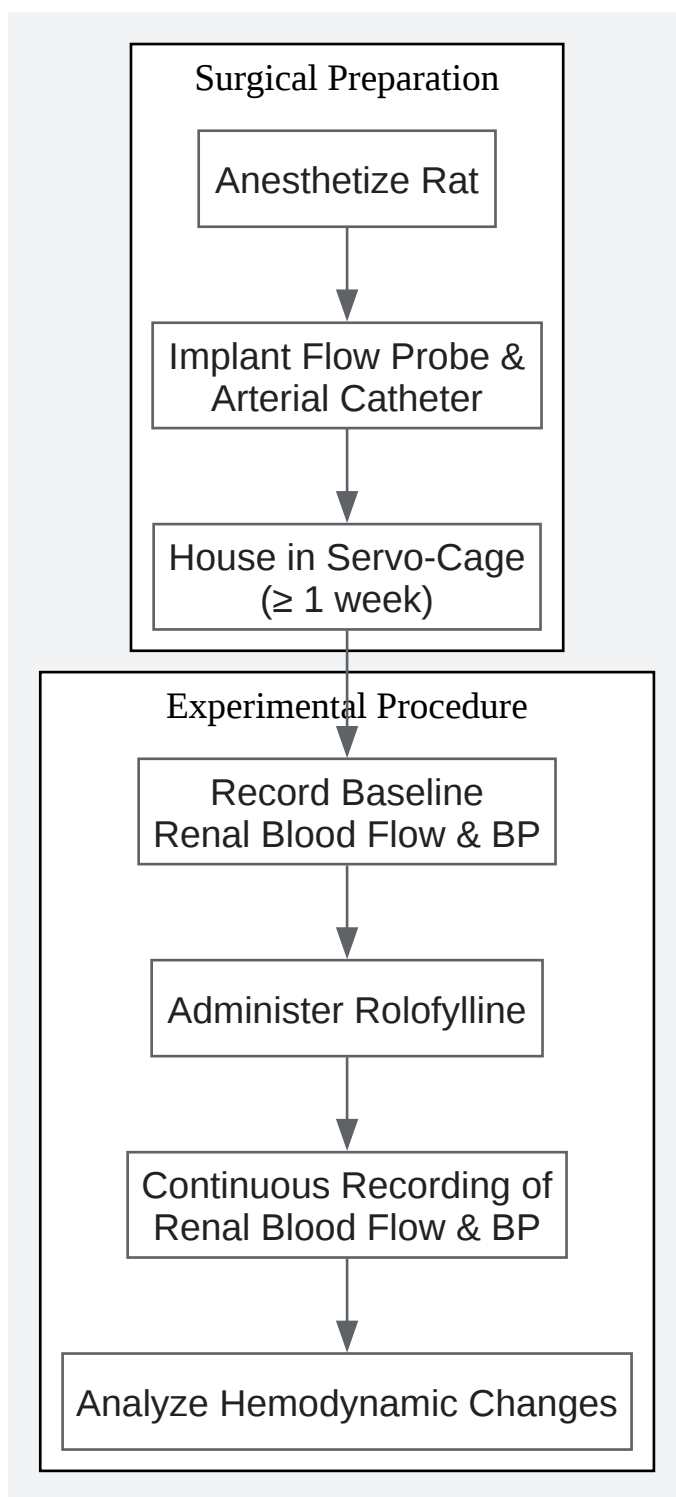 Surgical Preparation
Anesthetize Rat
Implant Flow Probe &
Arterial Catheter
House in Servo-Cage
(≥ 1 week)
Experimental Procedure
Record Baseline
Renal Blood Flow & BP
Administer Rolofylline
Continuous Recording of
Renal Blood Flow & BP
Analyze Hemodynamic Changes